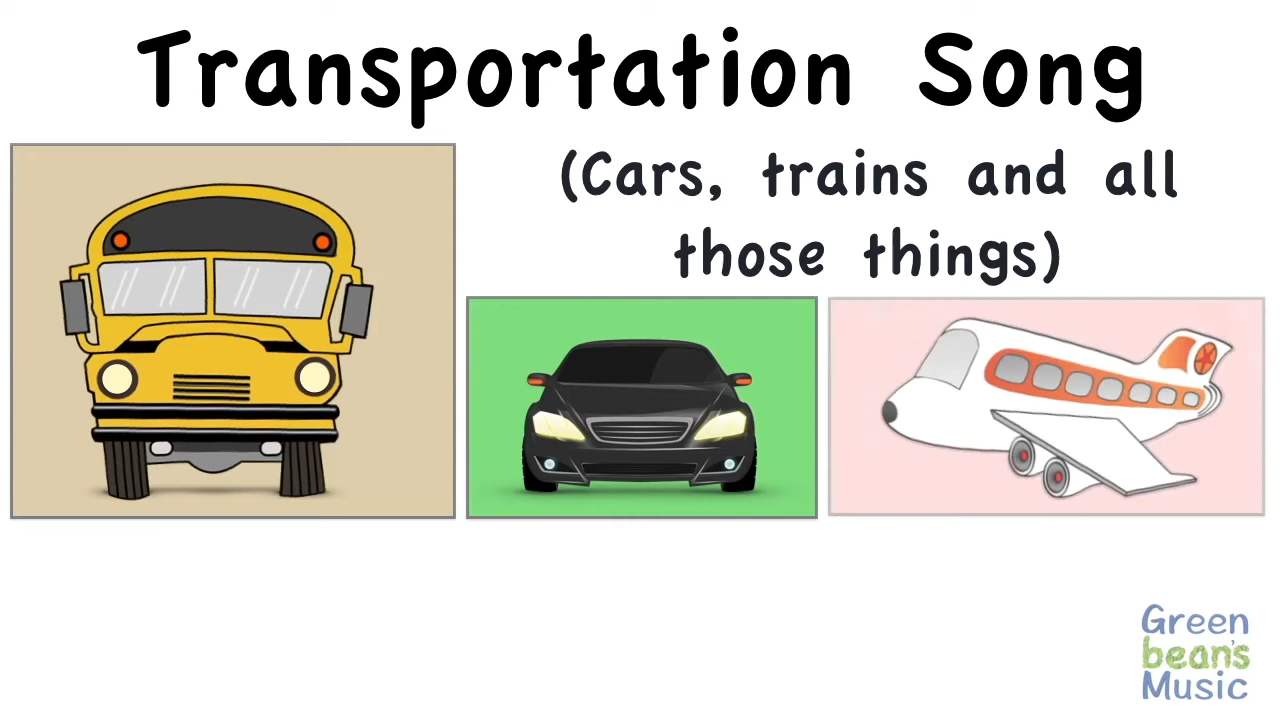 Transportation Song
(Cars, trains and all
those things)
Green
bean's
Music